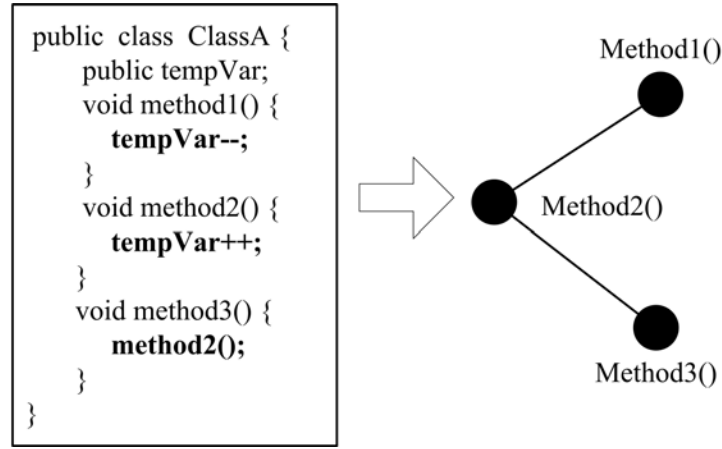 public class ClassA {
public tempVar;
void method1() {
tempVar--;
}
void method2() {
tempVar++;
}
void method3() {
method2();
}
}
Method1()
Method2()
Method3()